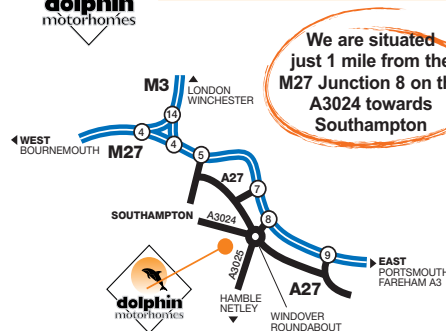 dolphin
motorhomes
We are situated
just 1 mile from the
M27 Junction 8 on
A3024 towards
Southampton
M3
LONDON
WINCHESTER
14
4
4
WEST
BOURNEMOUTH
M27
5
A27
7
SOUTHAMPTON
A3024
8
A3025
9
EAST
PORTSMOUTH
FAREHAM A3
A27
dolphin
motorhomes
HAMBLE
NETLEY
WINDOVER
ROUNDABOUT